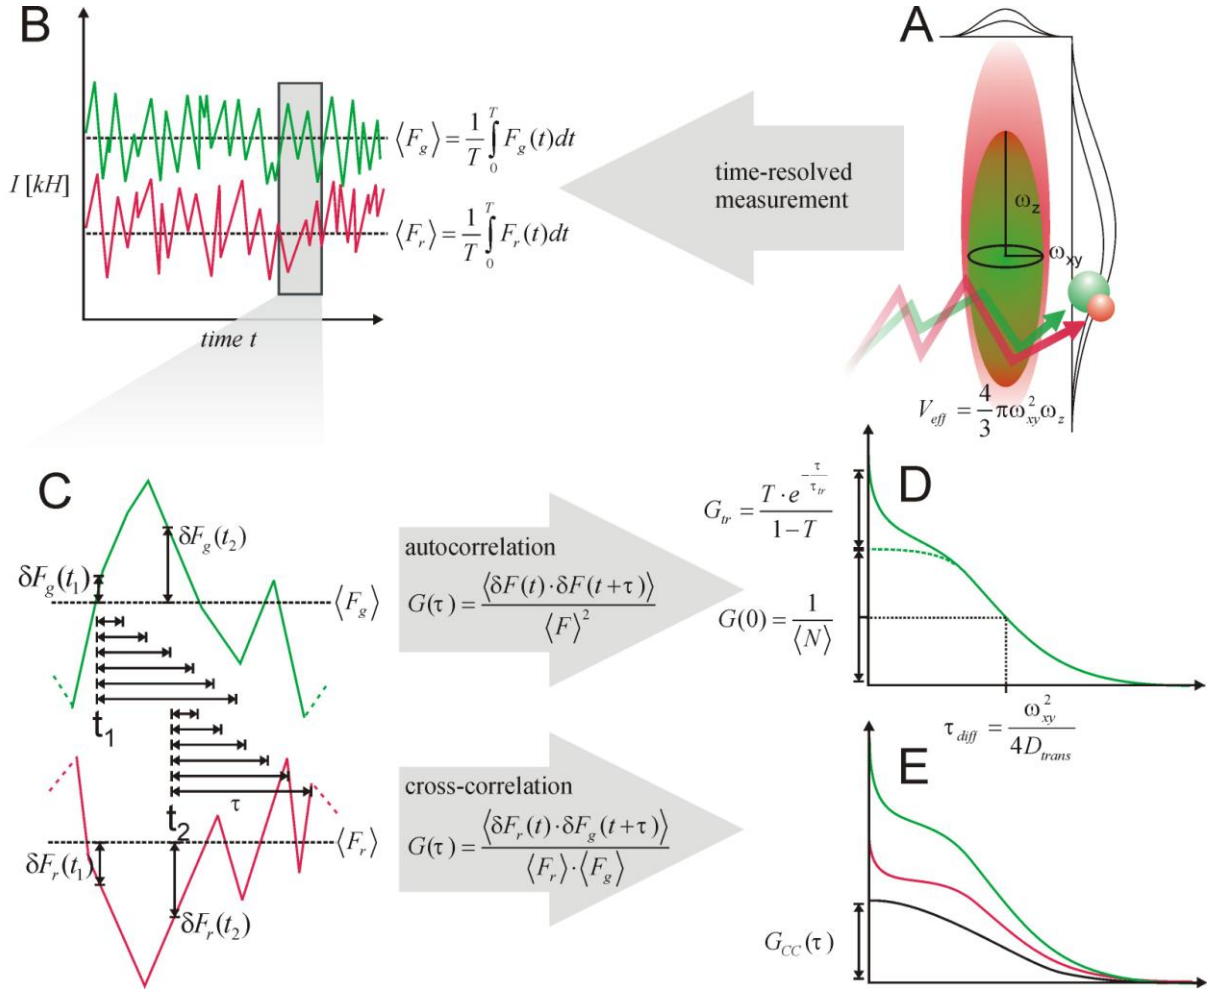 B
I [kH]
⟨F_g⟩ = 1/T ∫_0^T F_g(t)dt
⟨F_r⟩ = 1/T ∫_0^T F_r(t)dt
time t
time-resolved
measurement
A
ω_z
ω_xy
V_eff = 4/3 πω_xy^2 ω_z
C
δF_g(t_1)
δF_g(t_2)
⟨F_g⟩
t_1
t_2
τ
⟨F_r⟩
δF_r(t_1)
δF_r(t_2)
autocorrelation
G(τ) = ⟨δF(t)·δF(t+τ)⟩ / ⟨F⟩^2
cross-correlation
G(τ) = ⟨δF_r(t)·δF_g(t+τ)⟩ / ⟨F_r⟩·⟨F_g⟩
D
G_tr = T·e^(-τ/τ_tr) / 1−T
G(0) = 1/⟨N⟩
τ_diff = ω_xy^2 / 4D_trans
E
G_CC(τ)